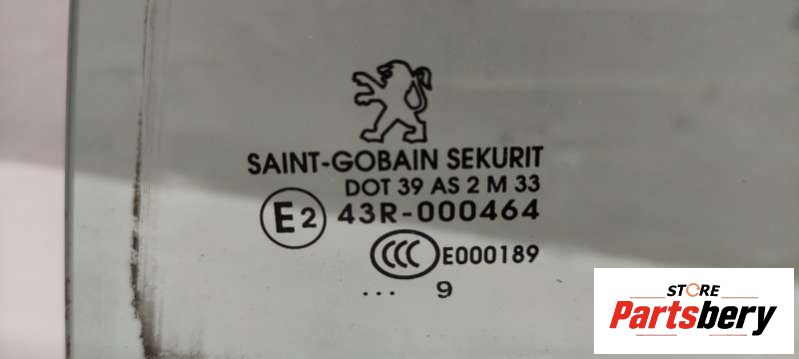 SAINT-GOBAIN SEKURIT
DOT 39 AS 2 M 33
E2 43R-000464
CCC E000189
... 9
STORE
Partsbery